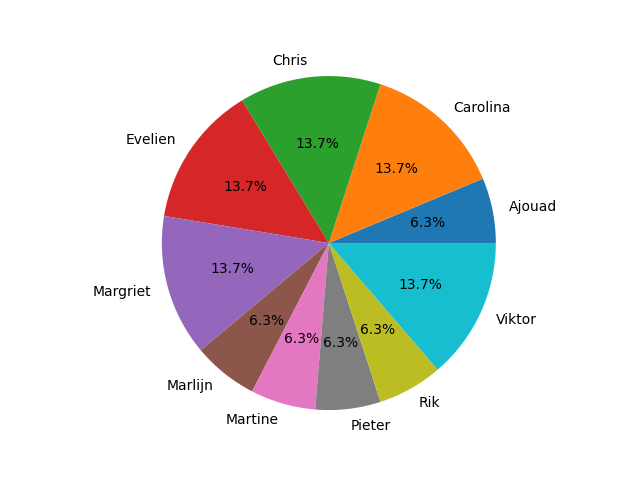 Chris
Carolina
13.7%
Evelien
13.7%
13.7%
Ajouad
6.3%
13.7%
Margriet
13.7%
Viktor
6.3%
6.3%
6.3%
6.3%
Marlijn
Rik
Martine
Pieter